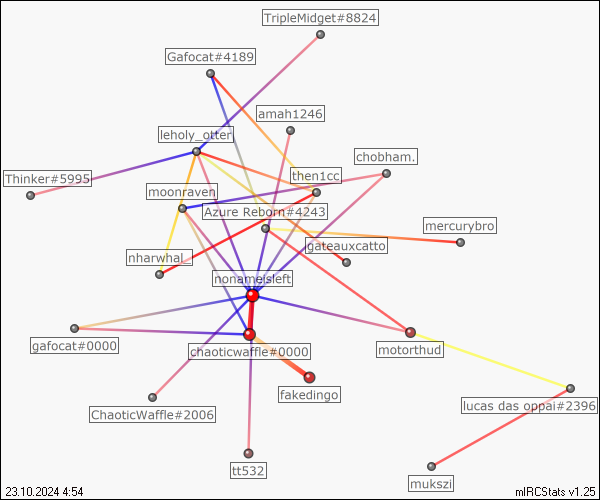 TripleMidget#8824
Gafocat#4189
amah1246
leholy_otter
chobham.
Thinker#5995
then1cc
moonraven
Azure Reborn#4243
mercurybro
gateauxcatto
nharwhal_
nonameisleft
gafocat#0000
chaoticwaffle#0000
motorthud
fakedingo
ChaoticWaffle#2006
lucas das oppai#2396
tt532
mukszi
23.10.2024 4:54
mIRCStats v1.25